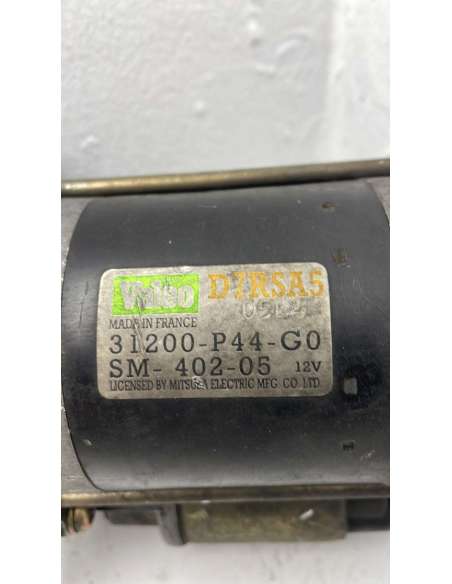 Valeo D7RSA5
MADE IN FRANCE
31200-P44-G0
SM- 402-05 12V
LICENSED BY MITSUBA ELECTRIC MFG CO LTD